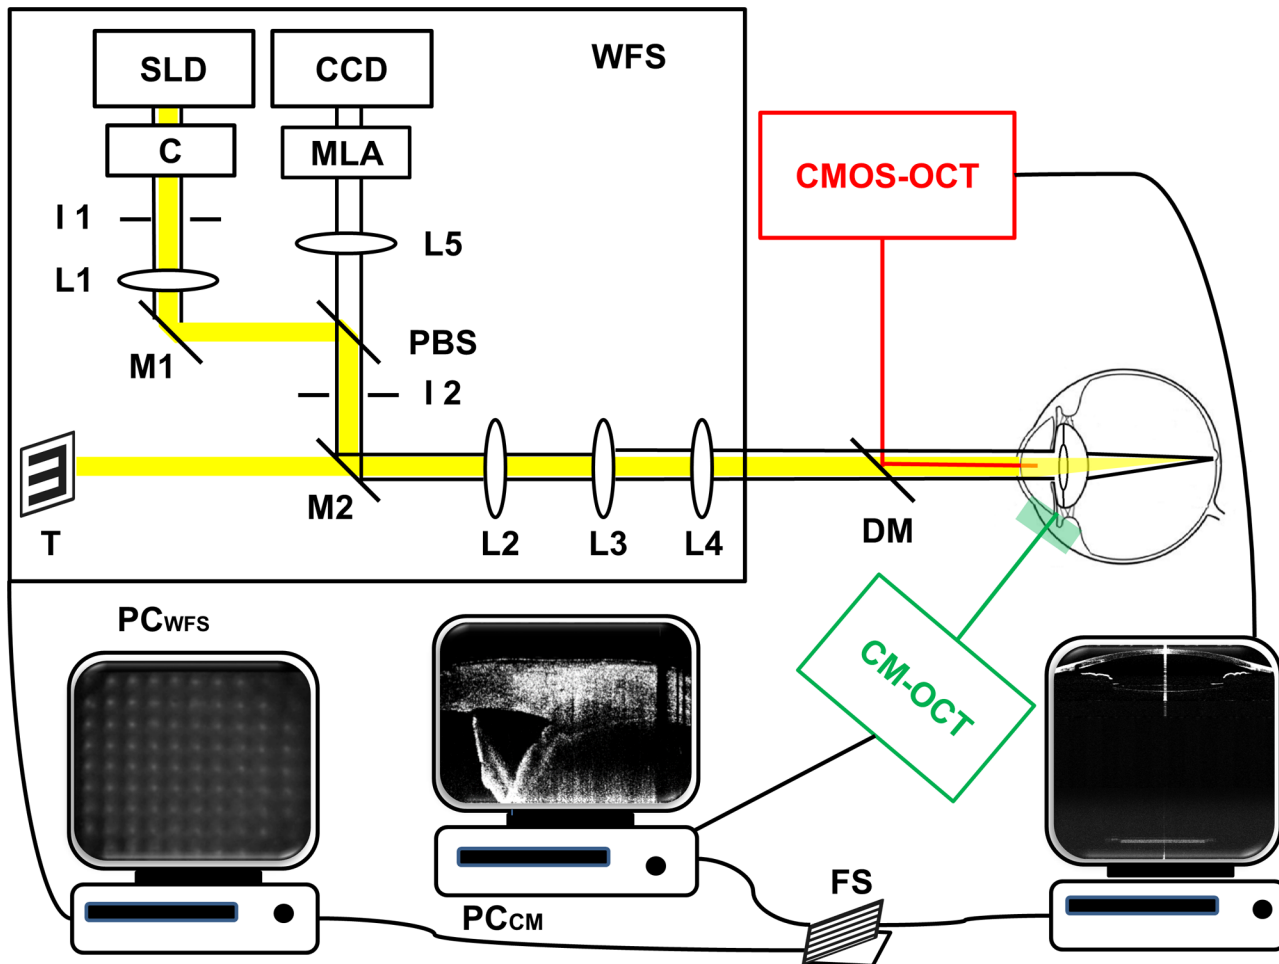 SLD
CCD
WFS
C
MLA
CMOS-OCT
I 1
L5
L1
M1
PBS
I 2
T
M2
L2
L3
L4
DM
PCWFS
CM-OCT
FS
PCCM